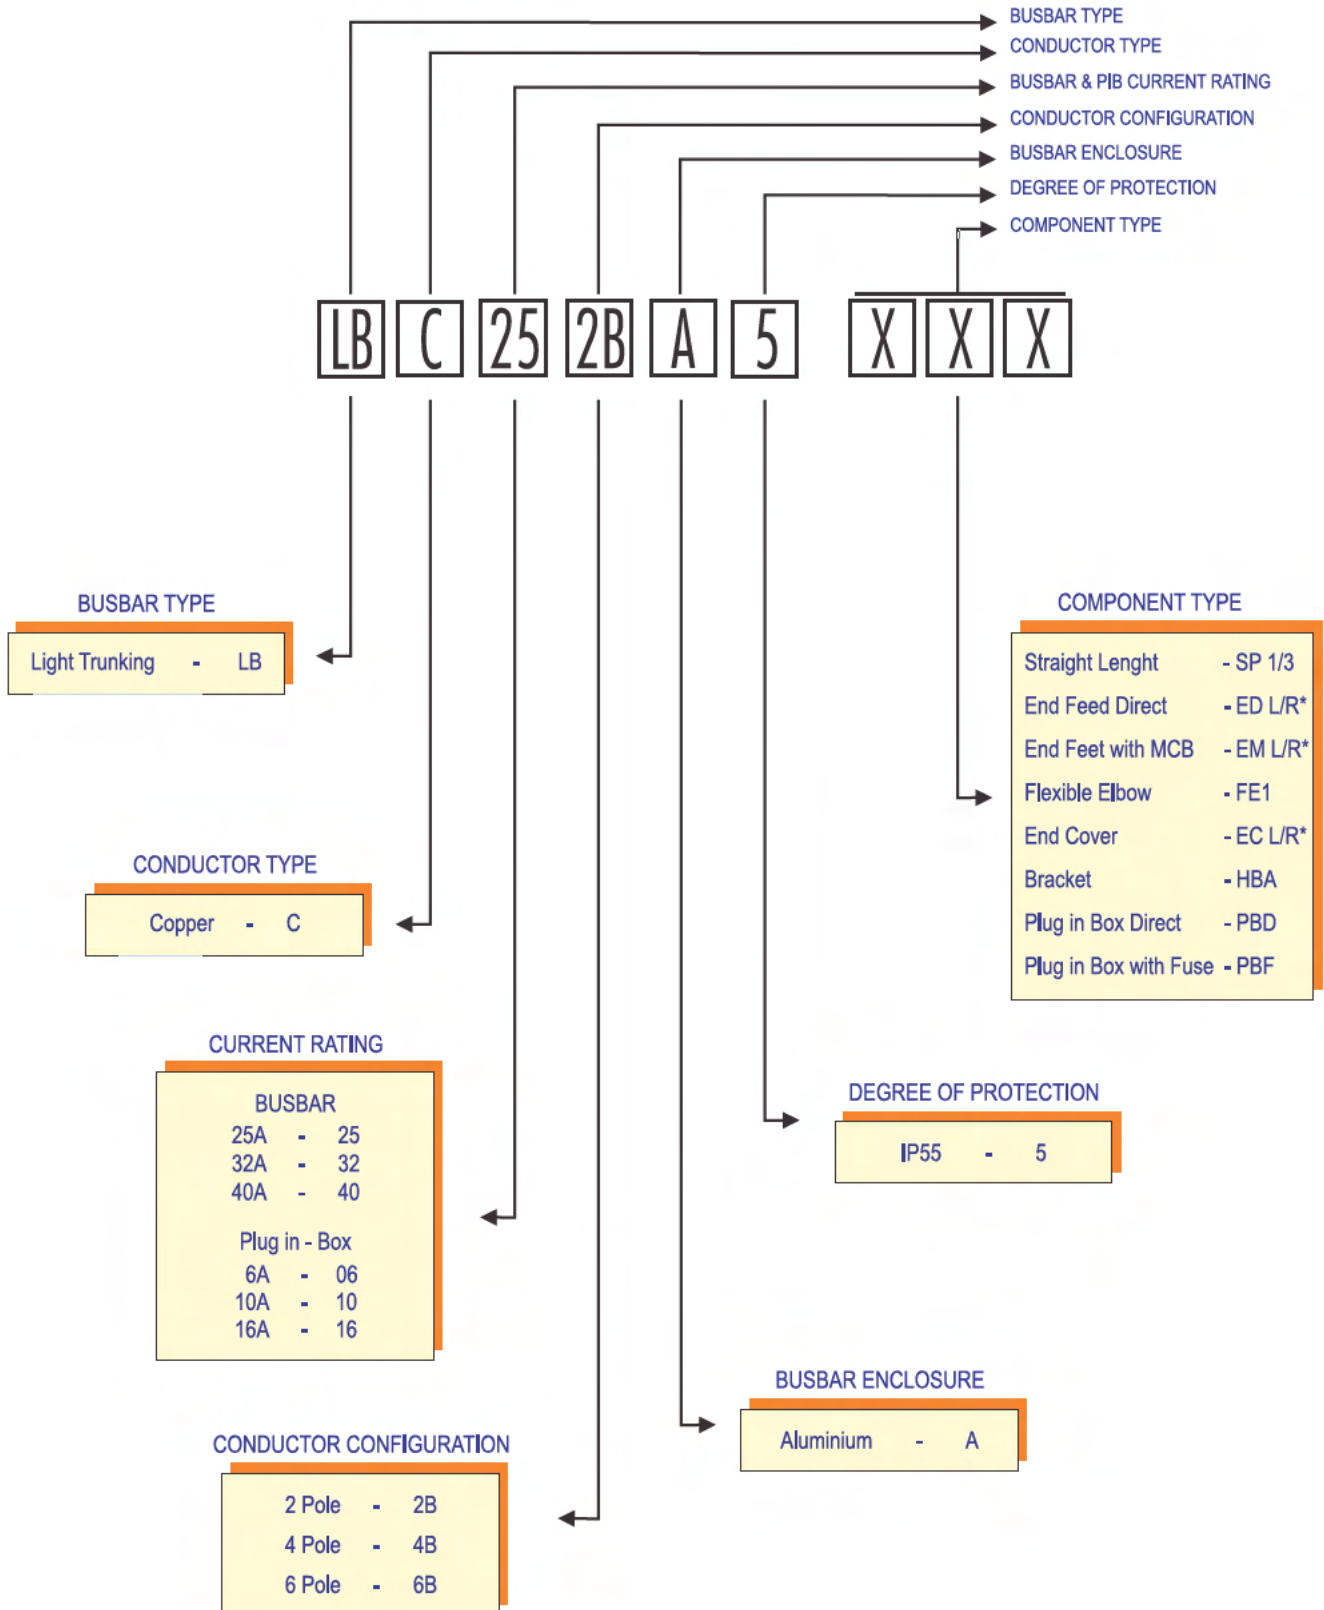 BUSBAR TYPE
CONDUCTOR TYPE
BUSBAR & PIB CURRENT RATING
CONDUCTOR CONFIGURATION
BUSBAR ENCLOSURE
DEGREE OF PROTECTION
COMPONENT TYPE
LB C 25 2B A 5 X X X
BUSBAR TYPE
Light Trunking - LB
COMPONENT TYPE
Straight Lenght - SP 1/3
End Feed Direct - ED L/R*
End Feet with MCB - EM L/R*
Flexible Elbow - FE1
End Cover - EC L/R*
Bracket - HBA
Plug in Box Direct - PBD
Plug in Box with Fuse - PBF
CONDUCTOR TYPE
Copper - C
CURRENT RATING
BUSBAR
25A - 25
32A - 32
40A - 40
Plug in - Box
6A - 06
10A - 10
16A - 16
DEGREE OF PROTECTION
IP55 - 5
BUSBAR ENCLOSURE
Aluminium - A
CONDUCTOR CONFIGURATION
2 Pole - 2B
4 Pole - 4B
6 Pole - 6B